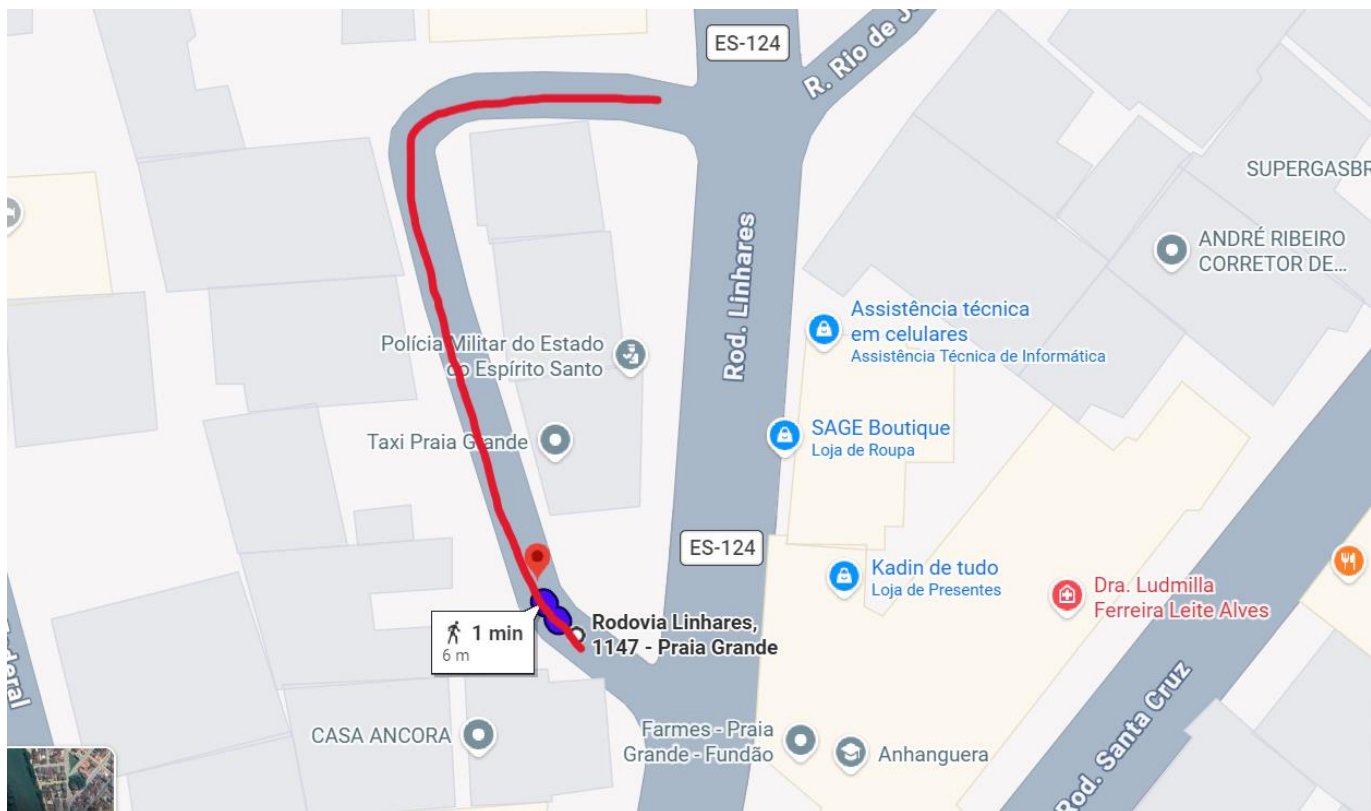 ES-124
R. Rio de J
SUPERGASBR
ANDRÉ RIBEIRO
CORRETOR DE...
Rod. Linhares
Assistência técnica
em celulares
Assistência Técnica de Informática
Polícia Militar do Estado
do Espírito Santo
SAGE Boutique
Loja de Roupa
Taxi Praia Grande
ES-124
Kadin de tudo
Loja de Presentes
Dra. Ludmilla
Ferreira Leite Alves
1 min
6 m
Rodovia Linhares,
1147 - Praia Grande
CASA ANCORA
Farmes - Praia
Grande - Fundão
Anhanguera
Rod. Santa Cruz